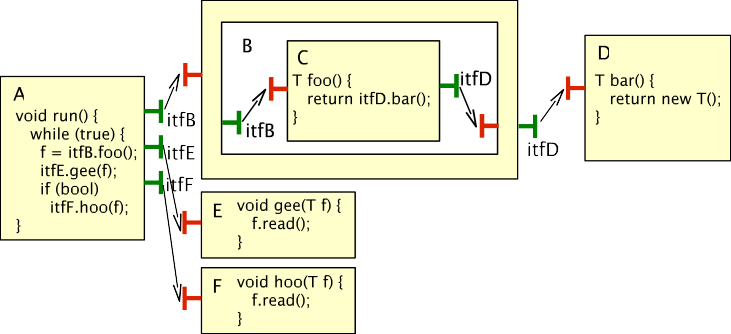 A
void run() {
while (true) {
f = itfB.foo();
itfE.gee(f);
if (bool)
itfF.hoo(f);
}
itfB
itfE
itfF
B
itfB
C
T foo() {
return itfD.bar();
}
itfD
itfD
D
T bar() {
return new T();
}
E
void gee(T f) {
f.read();
}
F
void hoo(T f) {
f.read();
}